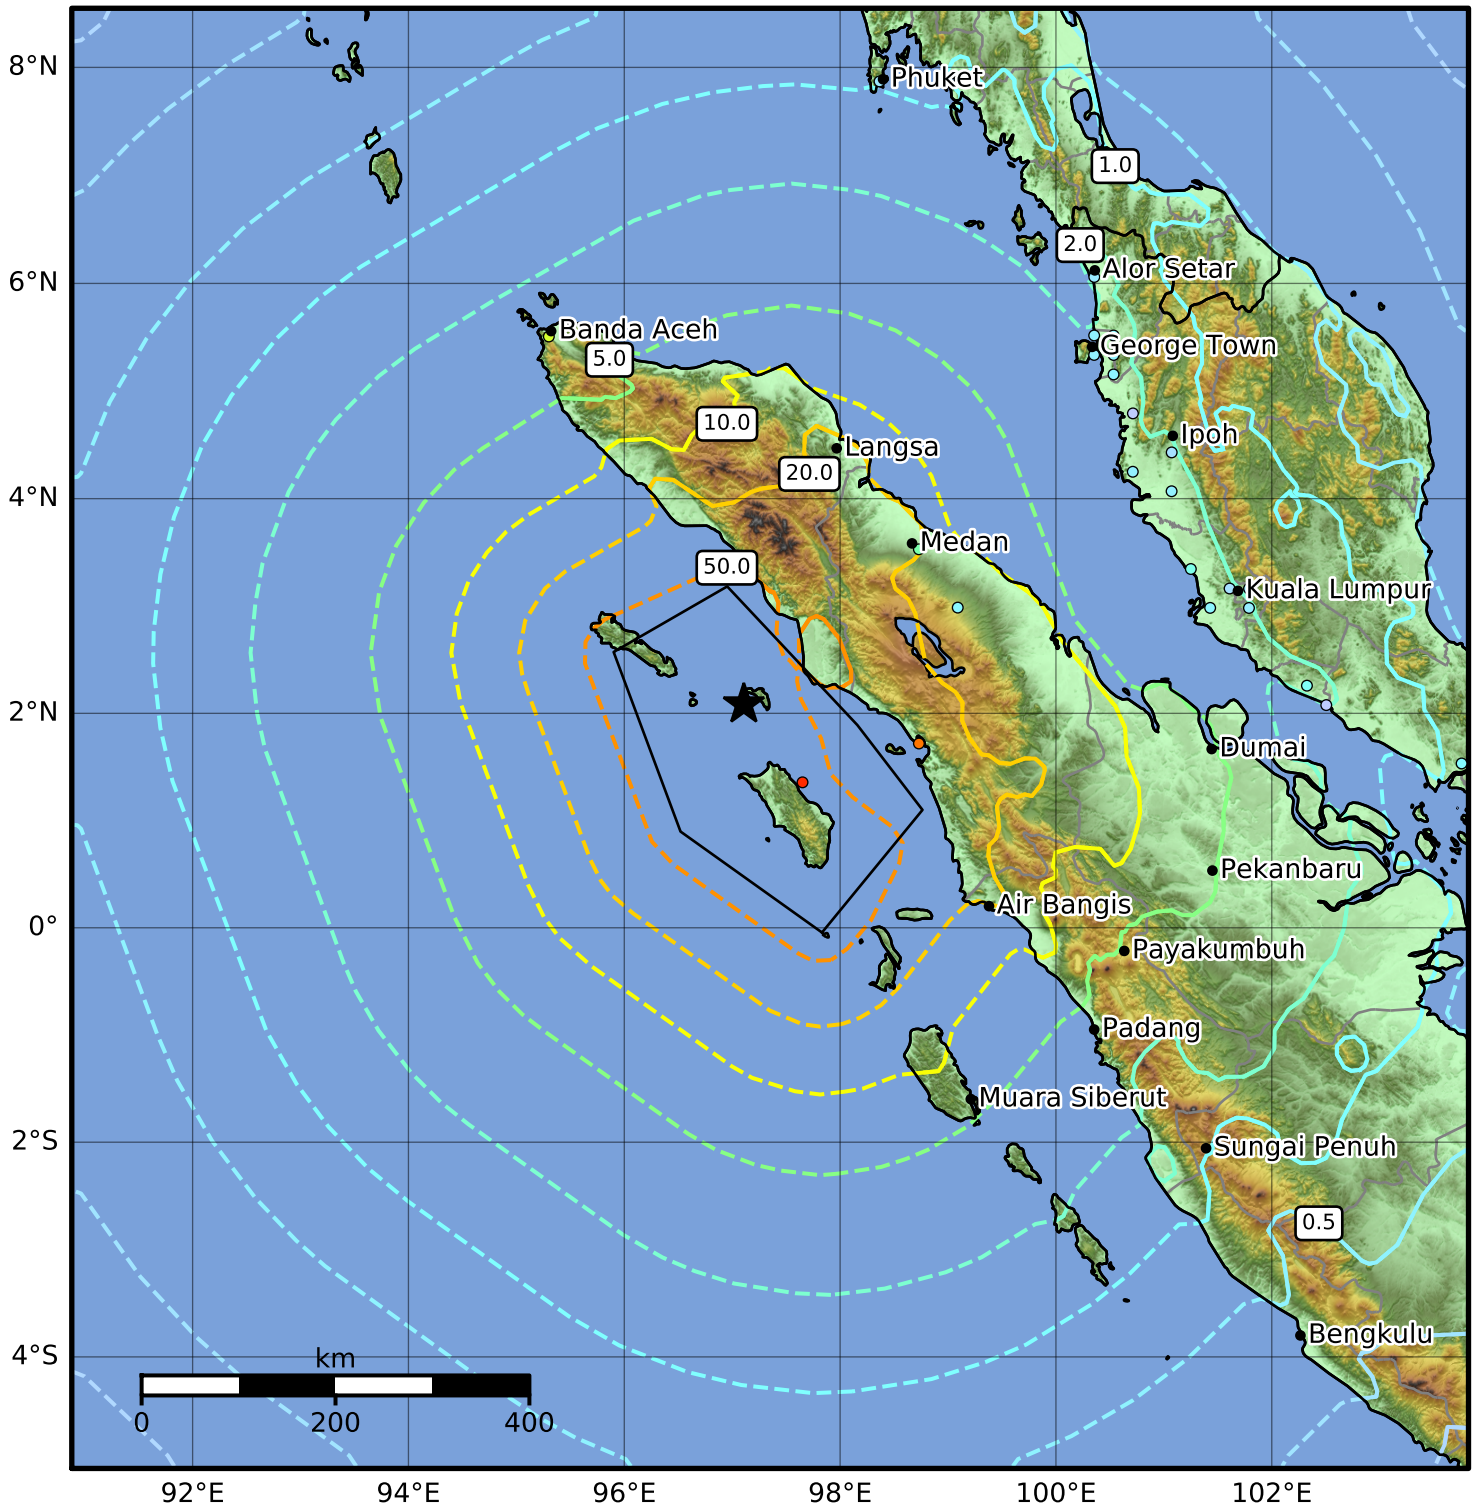 8°N
Phuket
1.0
2.0
Alor Setar
6°N
Banda Aceh
5.0
George Town
10.0
Ipoh
Langsa
20.0
4°N
Medan
50.0
Kuala Lumpur
2°N
Dumai
Pekanbaru
Air Bangis
0°
Payakumbuh
Padang
Muara Siberut
2°S
Sungai Penuh
0.5
Bengkulu
4°S
km
0 200 400
92°E 94°E 96°E 98°E 100°E 102°E